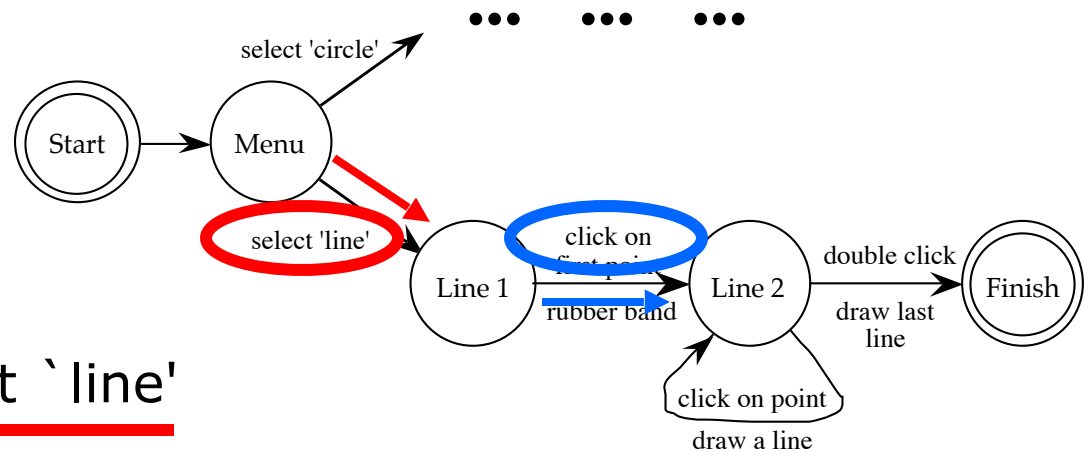 ••• ••• •••
select 'circle'
Start
Menu
select 'line'
click on
first point
rubber band
Line 1
Line 2
double click
draw last
line
Finish
click on point
draw a line
t `line'